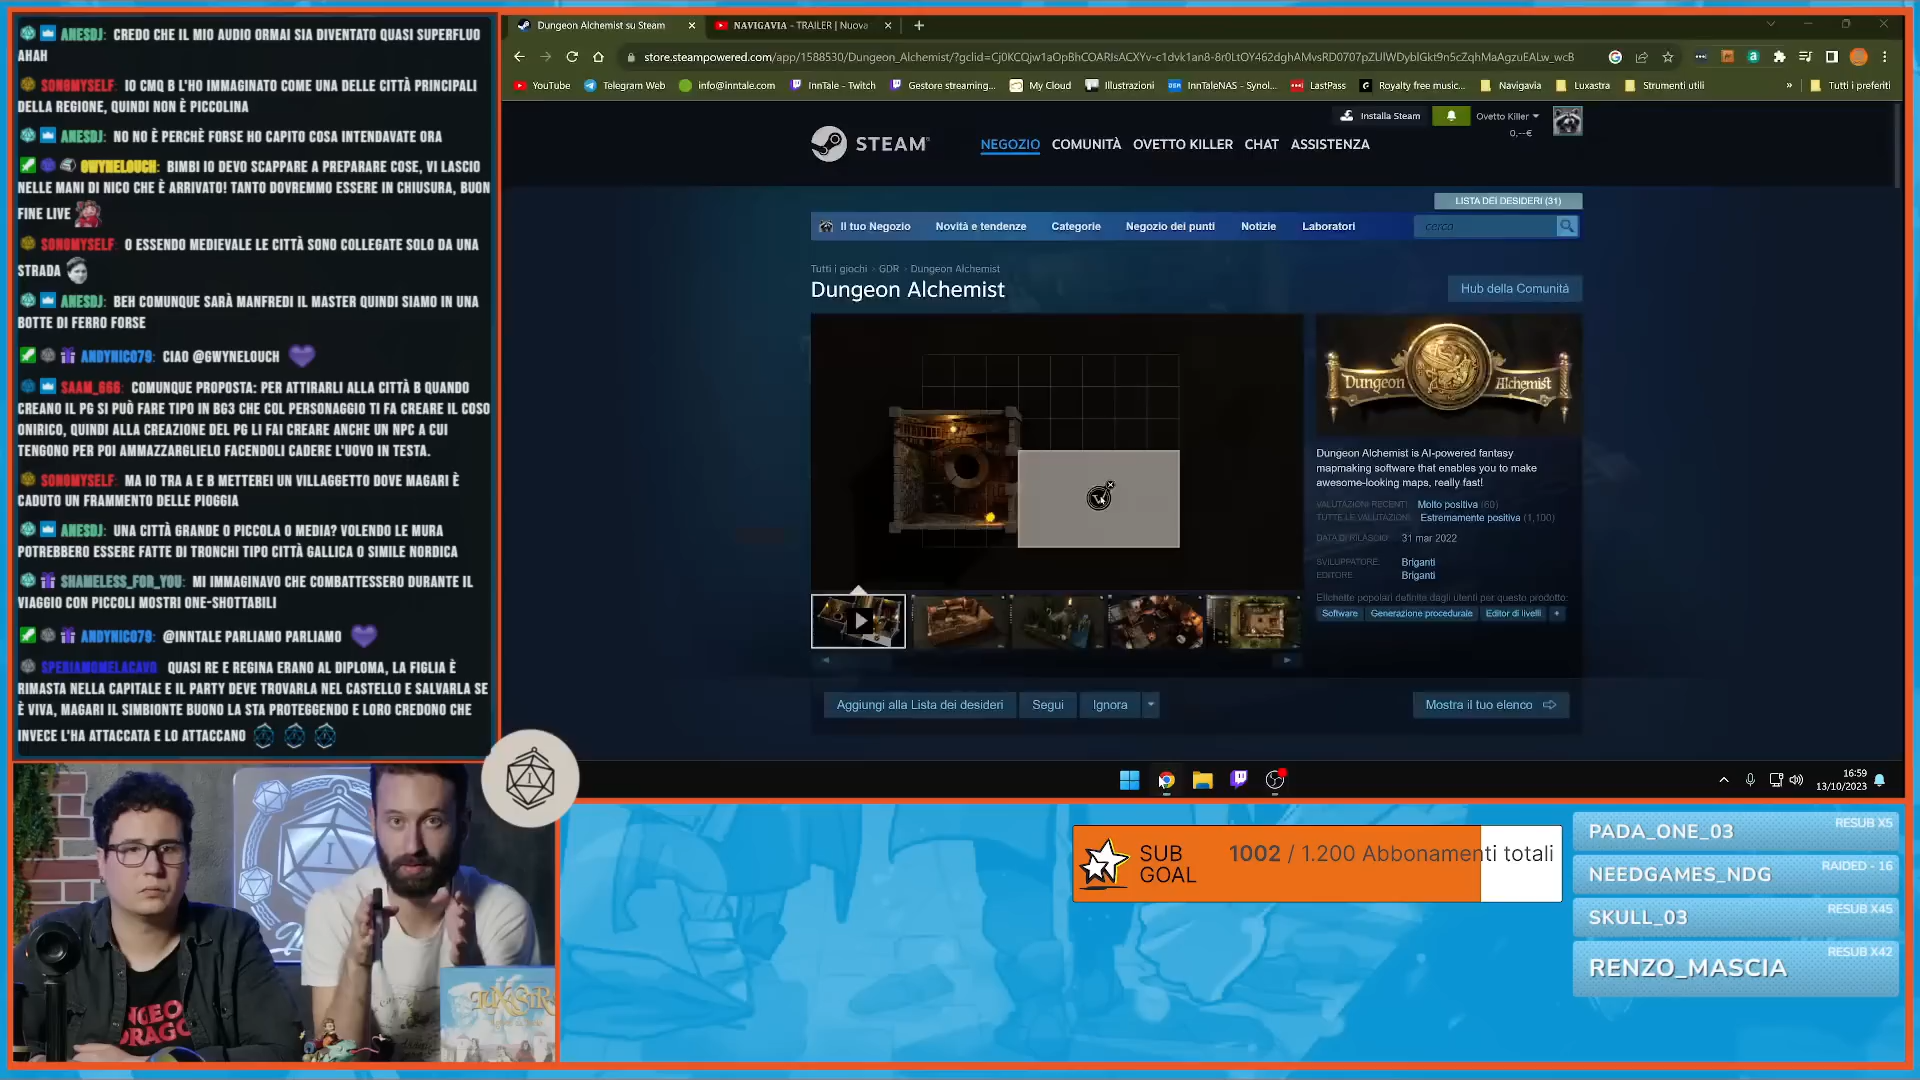 ANESDJ: CREDO CHE IL MIO AUDIO ORMAI SIA DIVENTATO QUASI SUPERFLUO
AHAH
SONOMYSELF: IO CMQ B L'HO IMMAGINATO COME UNA DELLE CITTÀ PRINCIPALI
DELLA REGIONE, QUINDI NON È PICCOLINA
ANESDJ: NO NO È PERCHÈ FORSE HO CAPITO COSA INTENDAVATE ORA
GWYNELOUCH: BIMBI IO DEVO SCAPPARE A PREPARARE COSE, VI LASCIO
NELLE MANI DI NICO CHE È ARRIVATO! TANTO DOVREMMO ESSERE IN CHIUSURA, BUON
FINE LIVE
SONOMYSELF: O ESSENDO MEDIEVALE LE CITTÀ SONO COLLEGATE SOLO DA UNA
STRADA
ANESDJ: BEH COMUNQUE SARÀ MANFREDI IL MASTER QUINDI SIAMO IN UNA
BOTTE DI FERRO FORSE
ANDYNICO79: CIAO @GWYNELOUCH
SAAM_666: COMUNQUE PROPOSTA: PER ATTIRARLI ALLA CITTÀ B QUANDO
CREANO IL PG SI PUÒ FARE TIPO IN BG3 CHE COL PERSONAGGIO TI FA CREARE IL COSO
ONIRICO, QUINDI ALLA CREAZIONE DEL PG LI FAI CREARE ANCHE UN NPC A CUI
TENGONO PER POI AMMAZZARGLIELO FACENDOLI CADERE L'UOVO IN TESTA.
SONOMYSELF: MA IO TRA A E B METTEREI UN VILLAGGETTO DOVE MAGARI È
CADUTO UN FRAMMENTO DELLE PIOGGIA
ANESDJ: UNA CITTÀ GRANDE O PICCOLA O MEDIA? VOLENDO LE MURA
POTREBBERO ESSERE FATTE DI TRONCHI TIPO CITTÀ GALLICA O SIMILE NORDICA
SHAMELESS_FOR_YOU: MI IMMAGINAVO CHE COMBATTESSERO DURANTE IL
VIAGGIO CON PICCOLI MOSTRI ONE-SHOTTABILI
ANDYNICO79: @INNTALE PARLIAMO PARLIAMO
SPERIAMOMELACAVO: QUASI RE E REGINA ERANO AL DIPLOMA, LA FIGLIA È
RIMASTA NELLA CAPITALE E IL PARTY DEVE TROVARLA NEL CASTELLO E SALVARLA SE
È VIVA, MAGARI IL SIMBIONTE BUONO LA STA PROTEGGENDO E LORO CREDONO CHE
INVECE L'HA ATTACCATA E LO ATTACCANO
Dungeon Alchemist su Steam
NAVIGAVIA - TRAILER | Nuova
store.steampowered.com/app/1588530/Dungeon_Alchemist/?gclid=
YouTube Telegram Web info@inntale.com InnTale - Twitch Gestore streaming... My Cloud Illustrazioni InnTaleNAS - Synol... LastPass Royalty free music... Navigavia Luxastra Strumenti utili » Tutti i preferiti
Installa Steam Ovetto Killer
0,--€
STEAM NEGOZIO COMUNITÀ OVETTO KILLER CHAT ASSISTENZA
LISTA DEI DESIDERI (31)
Il tuo Negozio Novità e tendenze Categorie Negozio dei punti Notizie Laboratori cerca
Tutti i giochi > GDR > Dungeon Alchemist
Dungeon Alchemist
Hub della Comunità
Dungeon Alchemist
Dungeon Alchemist is AI-powered fantasy
mapmaking software that enables you to make
awesome-looking maps, really fast!
VALUTAZIONI RECENTI: Molto positiva (60)
TUTTE LE VALUTAZIONI: Estremamente positiva (1,100)
DATA DI RILASCIO: 31 mar 2022
SVILUPPATORE: Briganti
EDITORE: Briganti
Etichette popolari definite dagli utenti per questo prodotto:
Software Generazione procedurale Editor di livelli +
Aggiungi alla Lista dei desideri Segui Ignora
Mostra il tuo elenco
16:59
13/10/2023
SUB
GOAL
1002 / 1.200 Abbonamenti totali
PADA_ONE_03 RESUB X5
NEEDGAMES_NDG RAIDED - 16
SKULL_03 RESUB X45
RENZO_MASCIA RESUB X42